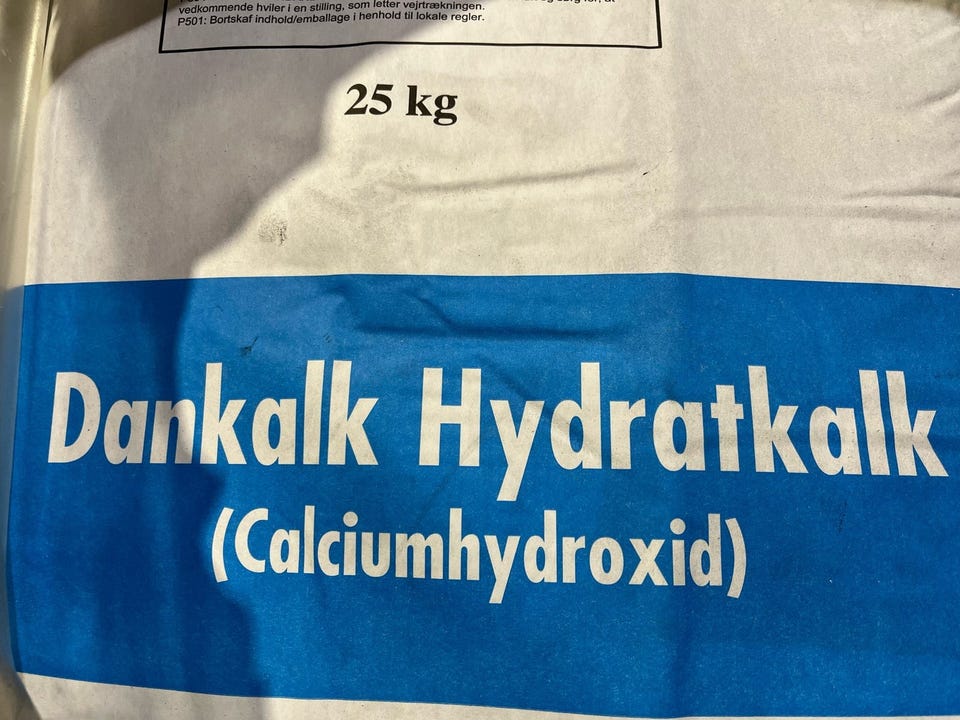 vedkommende hviler i en stilling, som letter vejrtrækningen.
P501: Bortskaf indhold/emballage i henhold til lokale regler.
25 kg
Dankalk Hydratkalk
(Calciumhydroxid)